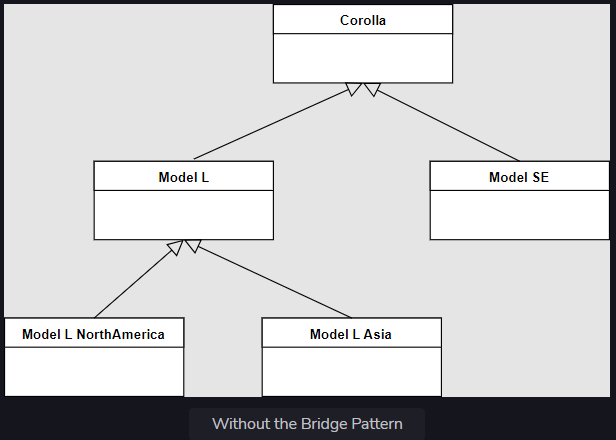 Corolla
Model L
Model SE
Model L NorthAmerica
Model L Asia
Without the Bridge Pattern